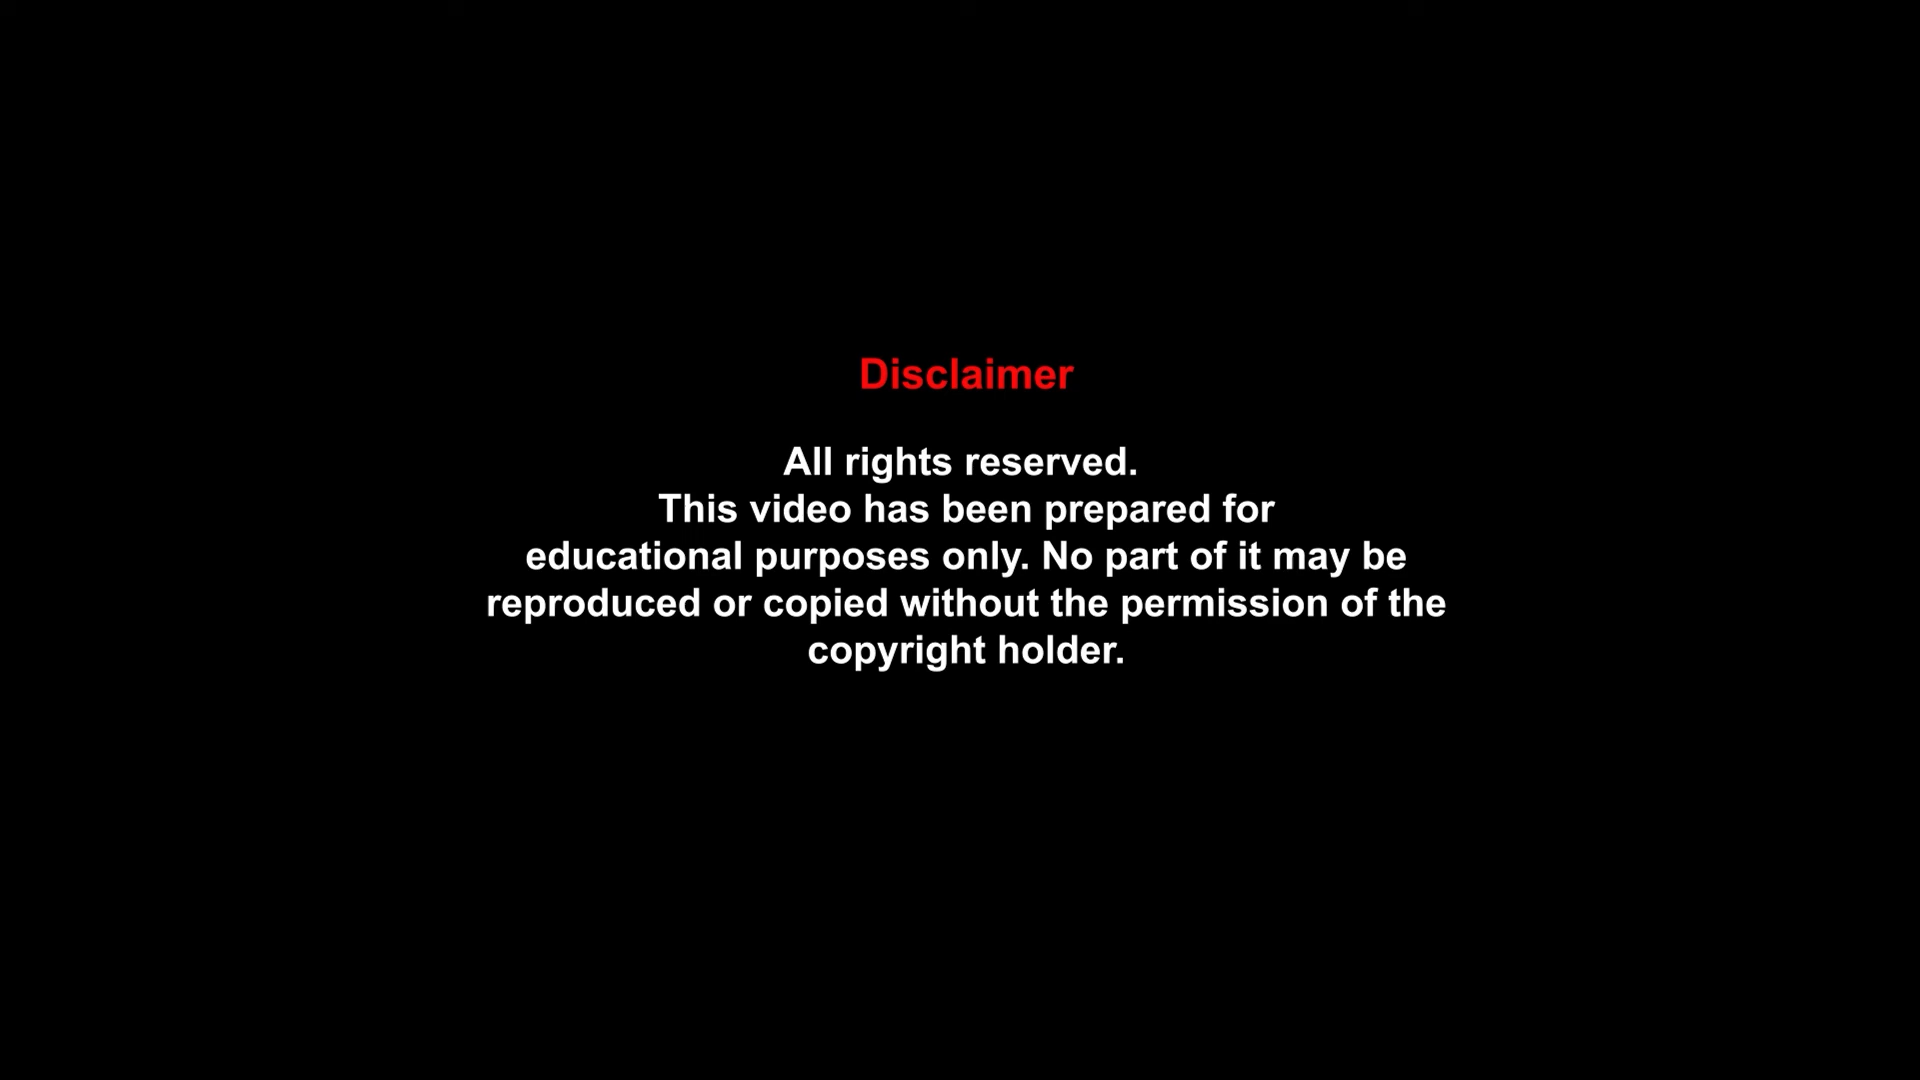 Disclaimer
All rights reserved.
This video has been prepared for
educational purposes only. No part of it may be
reproduced or copied without the permission of the
copyright holder.